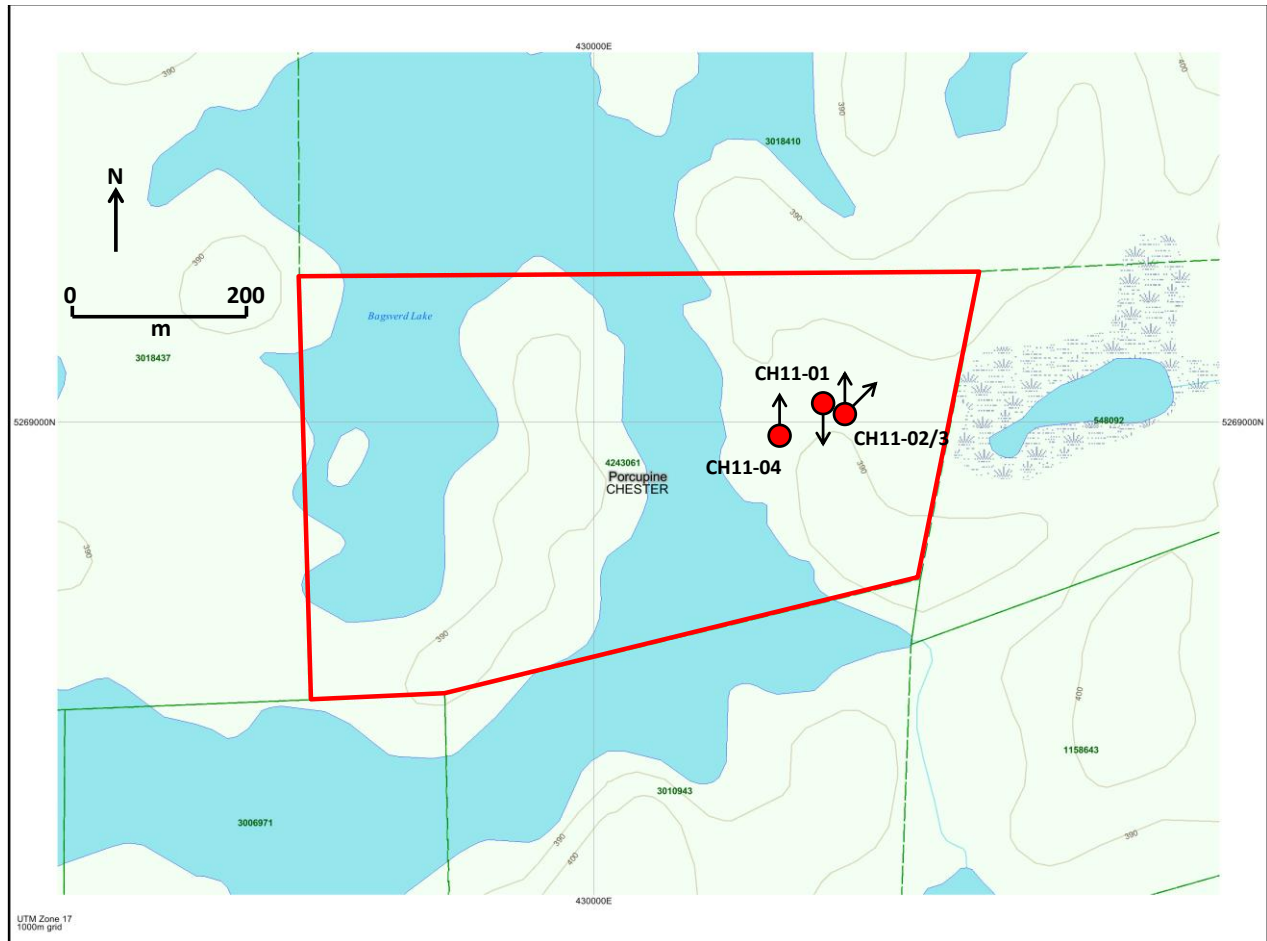 430000E
390
400
390
3018410
N
390
390
0
200
m
Bagsverd Lake
3018437
CH11-01
5269000N
548092
5269000N
CH11-02/3
4243061
CH11-04
390
Porcupine
CHESTER
390
390
400
1158643
3010943
3006971
390
390
400
430000E
UTM Zone 17
1000m grid